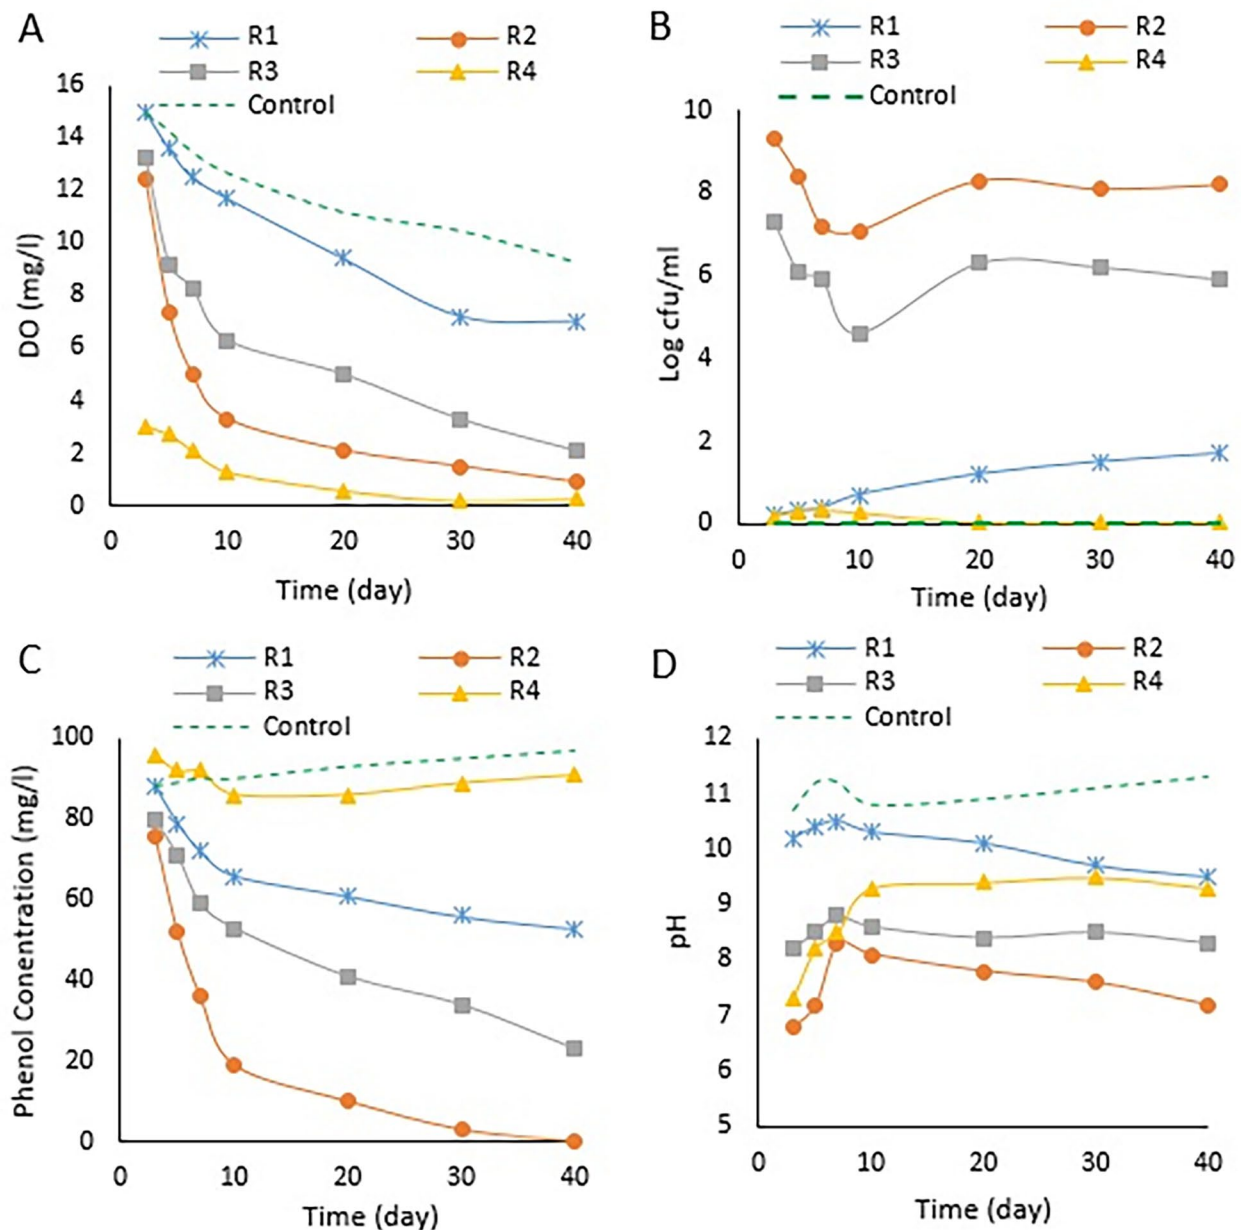 A
R1 R2
R3 R4
Control
16
14
12
10
8
6
4
2
0
DO (mg/l)
0 10 20 30 40
Time (day)
B
R1 R2
R3 R4
Control
10
8
6
4
2
0
Log cfu/ml
0 10 20 30 40
Time (day)
C
R1 R2
R3 R4
Control
100
80
60
40
20
0
Phenol Conentration (mg/l)
0 10 20 30 40
Time (day)
D
R1 R2
R3 R4
Control
12
11
10
9
8
7
6
5
pH
0 10 20 30 40
Time (day)